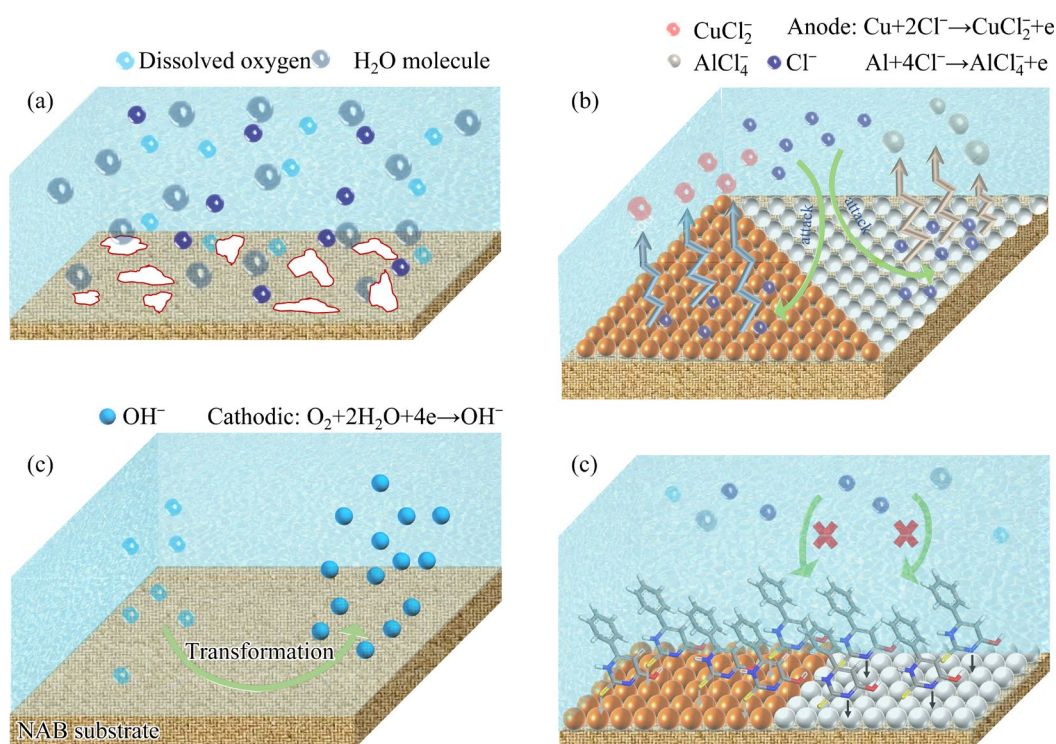 Dissolved oxygen H₂O molecule
(a)
CuCl₂⁻ Anode: Cu+2Cl⁻→CuCl₂⁻+e
AlCl₄⁻ Cl⁻ Al+4Cl⁻→AlCl₄⁻+e
(b)
attack
attack
OH⁻ Cathodic: O₂+2H₂O+4e→OH⁻
(c)
Transformation
NAB substrate
(c)